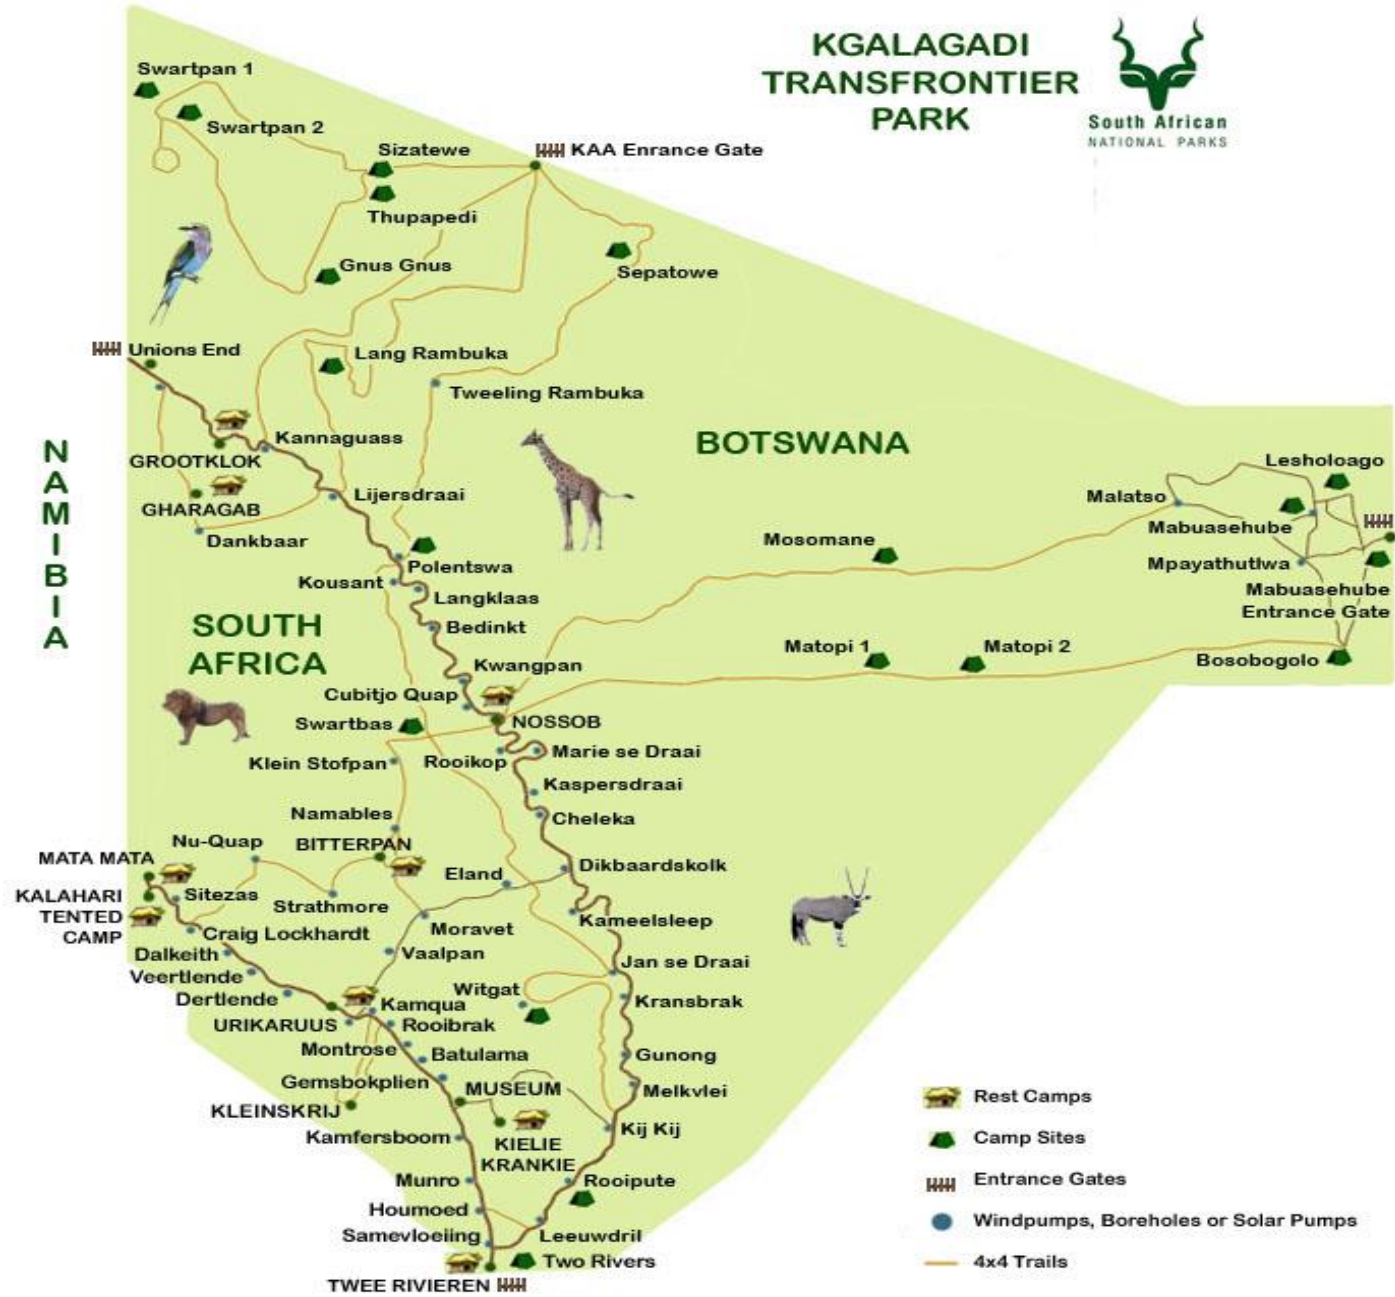 KGALAGADI
TRANSFRONTIER
PARK
South African
NATIONAL PARKS
Swartpan 1
Swartpan 2
Sizatewe
KAA Enrance Gate
Thupapedi
Gnus Gnus
Sepatowe
Unions End
Lang Rambuka
Tweeling Rambuka
NAMIBIA
BOTSWANA
Kannaguass
GROOTKLOK
Lesholoago
GHARAGAB
Lijersdraai
Malatso
Mabuasehube
Dankbaar
Mosomane
Polentswa
Mpayathutlwa
Kousant
Langklaas
Mabuasehube
Entrance Gate
SOUTH
AFRICA
Bedinkt
Matopi 1
Matopi 2
Bosobogolo
Kwangpan
Cubitjo Quap
Swartbas
NOSSOB
Klein Stofpan
Rooikop
Marie se Draai
Kaspersdraai
Namables
Cheleka
Nu-Quap
BITTERPAN
MATA MATA
Eland
Dikbaardskolk
KALAHARI
TENTED
CAMP
Sitezas
Strathmore
Kameelsleep
Craig Lockhardt
Moravet
Dalkeith
Vaalpan
Jan se Draai
Veertlende
Witgat
Dertlende
Kamqua
Kransbrak
URIKARUUS
Rooibrak
Montrose
Batulama
Gunong
Gemsbokplien
MUSEUM
Melkvlei
KLEINSKRIJ
Kamfersboom
KIELIE
KRANKIE
Kij Kij
Munro
Rooipute
Houmoed
Samevloeiing
Leeuwdril
Two Rivers
TWEE RIVIEREN
Rest Camps
Camp Sites
Entrance Gates
Windpumps, Boreholes or Solar Pumps
4x4 Trails